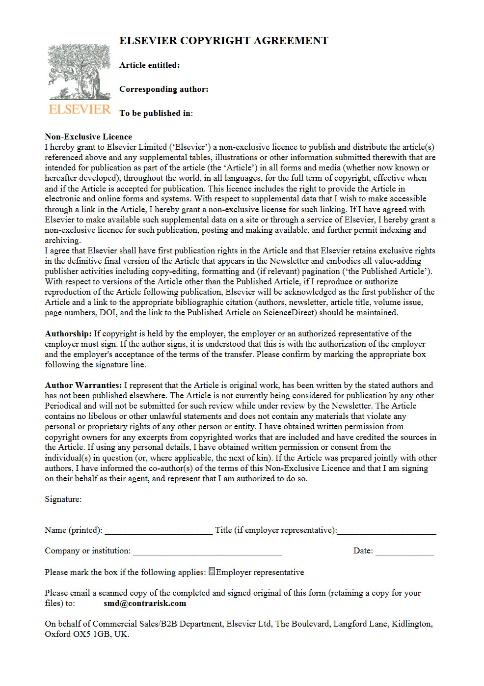 ELSEVIER COPYRIGHT AGREEMENT
Article entitled:
Corresponding author:
ELSEVIER
To be published in:
Non-Exclusive Licence
I hereby grant to Elsevier Limited (‘Elsevier’) a non-exclusive licence to publish and distribute the article(s)
referenced above and any supplemental tables, illustrations or other information submitted therewith that are
intended for publication as part of the article (the ‘Article’) in all forms and media (whether now known or
hereafter developed), throughout the world, in all languages, for the full term of copyright, effective when
and if the Article is accepted for publication. This licence includes the right to provide the Article in
electronic and online forms and systems. With respect to supplemental data that I wish to make accessible
through a link in the Article, I hereby grant a non-exclusive license for such linking. If I have agreed with
Elsevier to make available such supplemental data on a site or through a service of Elsevier, I hereby grant a
non-exclusive licence for such publication, posting and making available, and further permit indexing and
archiving.
I agree that Elsevier shall have first publication rights in the Article and that Elsevier retains exclusive rights
in the definitive final version of the Article that appears in the Newsletter and embodies all value-adding
publisher activities including copy-editing, formatting and (if relevant) pagination (‘the Published Article’).
With respect to versions of the Article other than the Published Article, if I reproduce or authorize
reproduction of the Article following publication, Elsevier will be acknowledged as the first publisher of the
Article and a link to the appropriate bibliographic citation (authors, newsletter, article title, volume issue,
page numbers, DOI, and the link to the Published Article on ScienceDirect) should be maintained.
Authorship: If copyright is held by the employer, the employer or an authorized representative of the
employer must sign. If the author signs, it is understood that this is with the authorization of the employer
and the employer's acceptance of the terms of the transfer. Please confirm by marking the appropriate box
following the signature line.
Author Warranties: I represent that the Article is original work, has been written by the stated authors and
has not been published elsewhere. The Article is not currently being considered for publication by any other
Periodical and will not be submitted for such review while under review by the Newsletter. The Article
contains no libelous or other unlawful statements and does not contain any materials that violate any
personal or proprietary rights of any other person or entity. I have obtained written permission from
copyright owners for any excerpts from copyrighted works that are included and have credited the sources in
the Article. If using any personal details, I have obtained written permission or consent from the
individual(s) in question (or, where applicable, the next of kin). If the Article was prepared jointly with other
authors, I have informed the co-author(s) of the terms of this Non-Exclusive Licence and that I am signing
on their behalf as their agent, and represent that I am authorized to do so.
Signature:
Name (printed): ________________________ Title (if employer representative):______________________
Company or institution: _________________________________ Date: _____________
Please mark the box if the following applies: Employer representative
Please email a scanned copy of the completed and signed original of this form (retaining a copy for your
files) to: smd@contrarisk.com
On behalf of Commercial Sales/B2B Department, Elsevier Ltd, The Boulevard, Langford Lane, Kidlington,
Oxford OX5 1GB, UK.